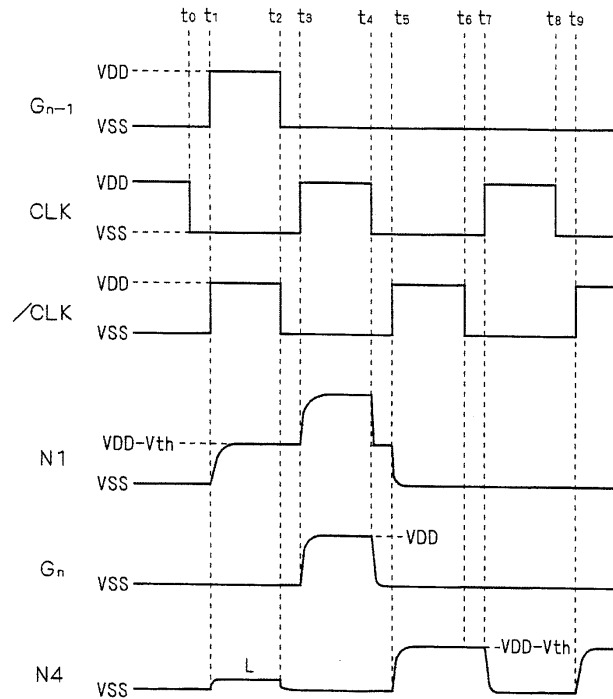 t₀ t₁ t₂ t₃ t₄ t₅ t₆ t₇ t₈ t₉
VDD
Gₙ₋₁
VSS
VDD
CLK
VSS
VDD
/CLK
VSS
VDD-Vth
N1
VSS
VDD
Gₙ
VSS
L
VDD-Vth
N4
VSS